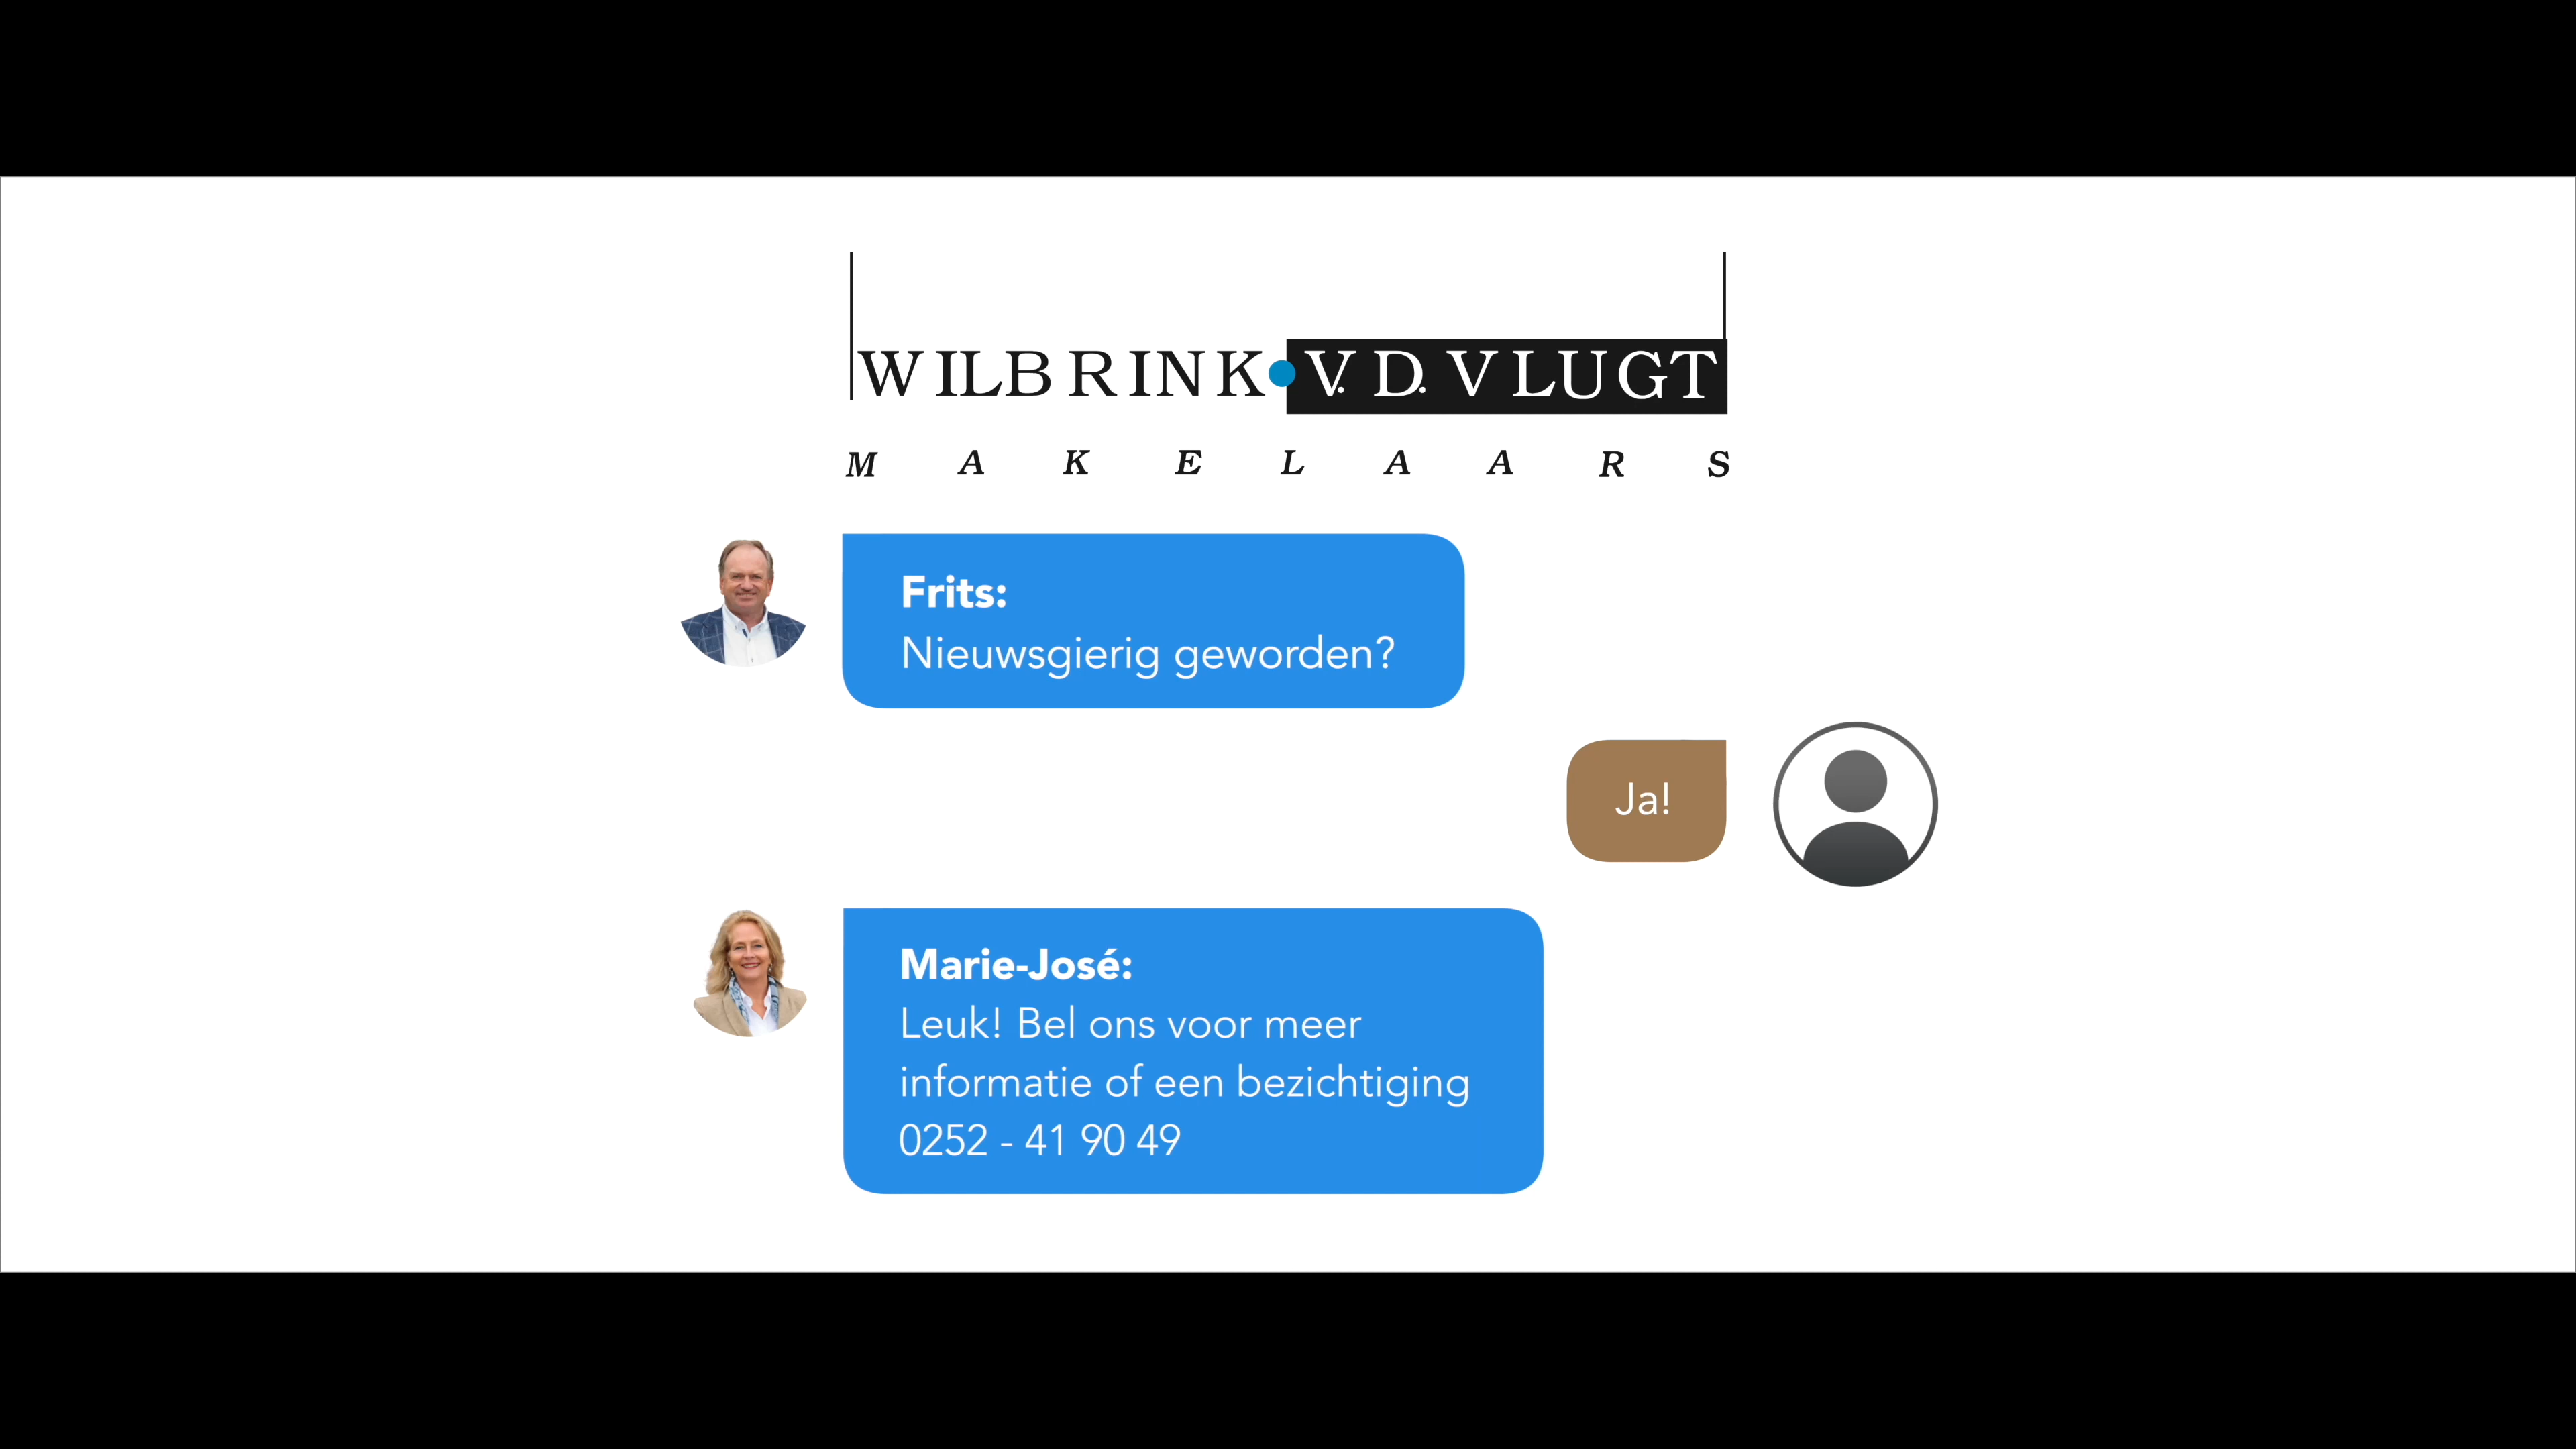 WILBRINK•V.D. VLUGT
MAKELAARS
Frits:
Nieuwsgierig geworden?
Ja!
Marie-José:
Leuk! Bel ons voor meer
informatie of een bezichtiging
0252 - 41 90 49